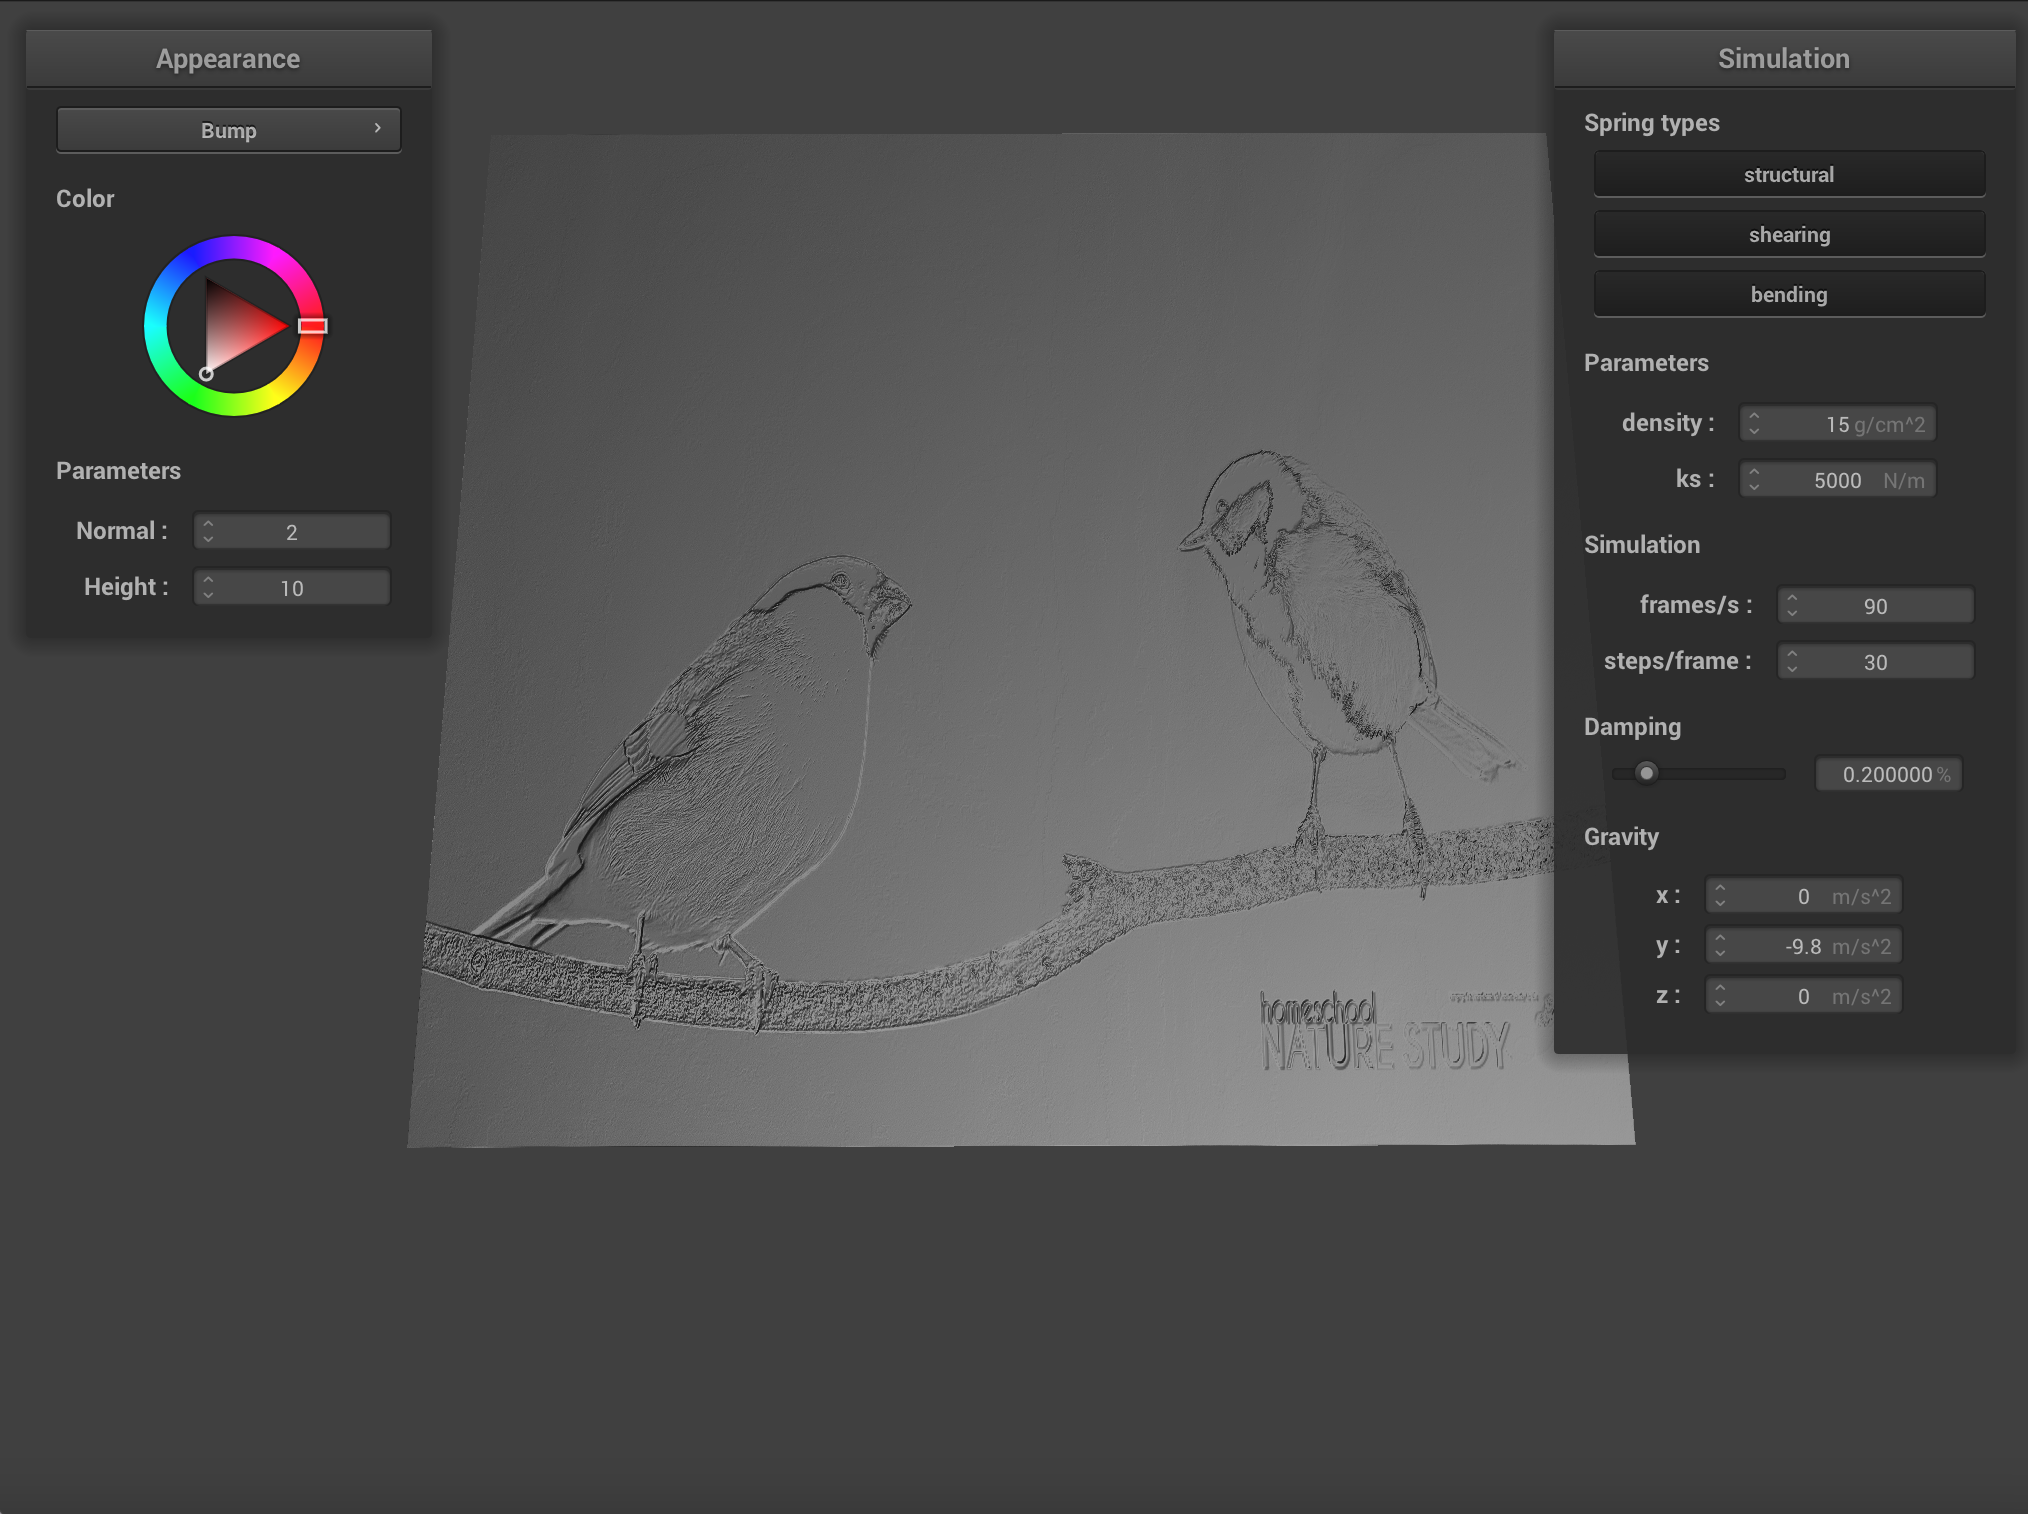 Appearance
Bump
Color
Parameters
Normal : 2
Height : 10
homeschool
NATURE STUDY
Simulation
Spring types
structural
shearing
bending
Parameters
density : 15 g/cm^2
ks : 5000 N/m
Simulation
frames/s : 90
steps/frame : 30
Damping
0.200000 %
Gravity
x : 0 m/s^2
y : -9.8 m/s^2
z : 0 m/s^2